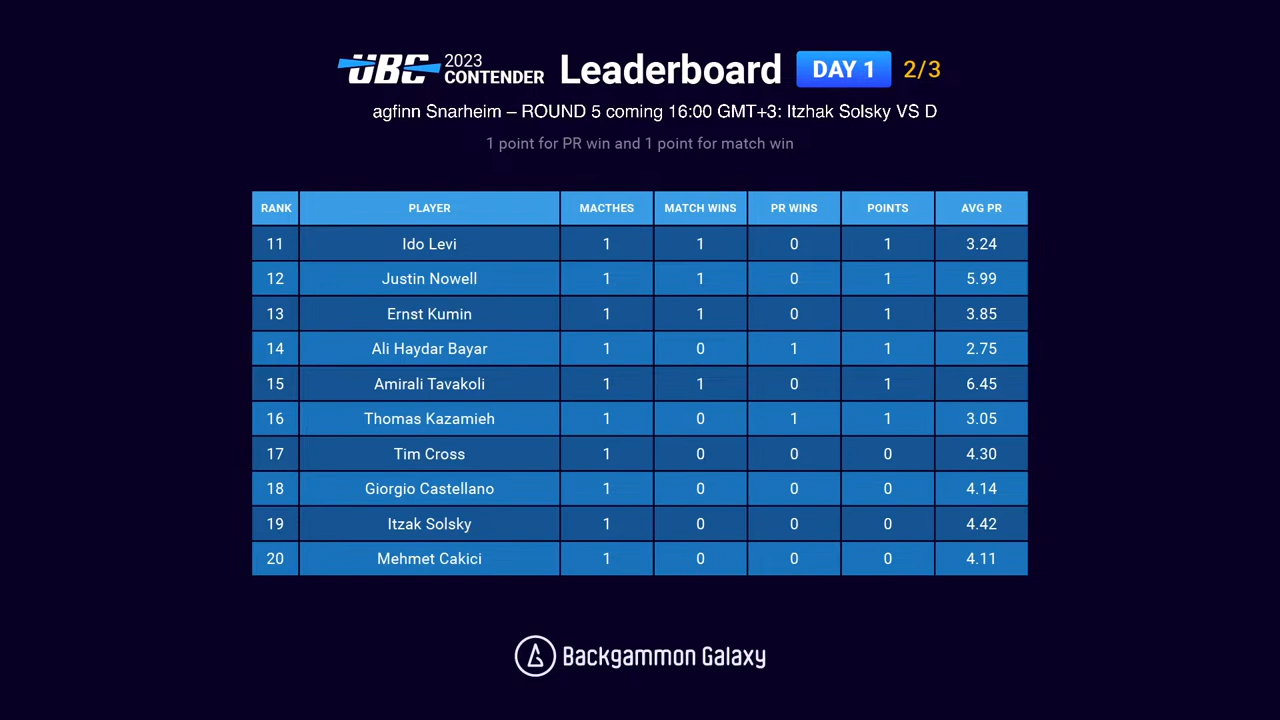 UBC 2023 CONTENDER Leaderboard DAY 1 2/3
agfinn Snarheim – ROUND 5 coming 16:00 GMT+3: Itzhak Solsky VS D
1 point for PR win and 1 point for match win
RANK PLAYER MACTHES MATCH WINS PR WINS POINTS AVG PR
11 Ido Levi 1 1 0 1 3.24
12 Justin Nowell 1 1 0 1 5.99
13 Ernst Kumin 1 1 0 1 3.85
14 Ali Haydar Bayar 1 0 1 1 2.75
15 Amirali Tavakoli 1 1 0 1 6.45
16 Thomas Kazamieh 1 0 1 1 3.05
17 Tim Cross 1 0 0 0 4.30
18 Giorgio Castellano 1 0 0 0 4.14
19 Itzak Solsky 1 0 0 0 4.42
20 Mehmet Cakici 1 0 0 0 4.11
Backgammon Galaxy